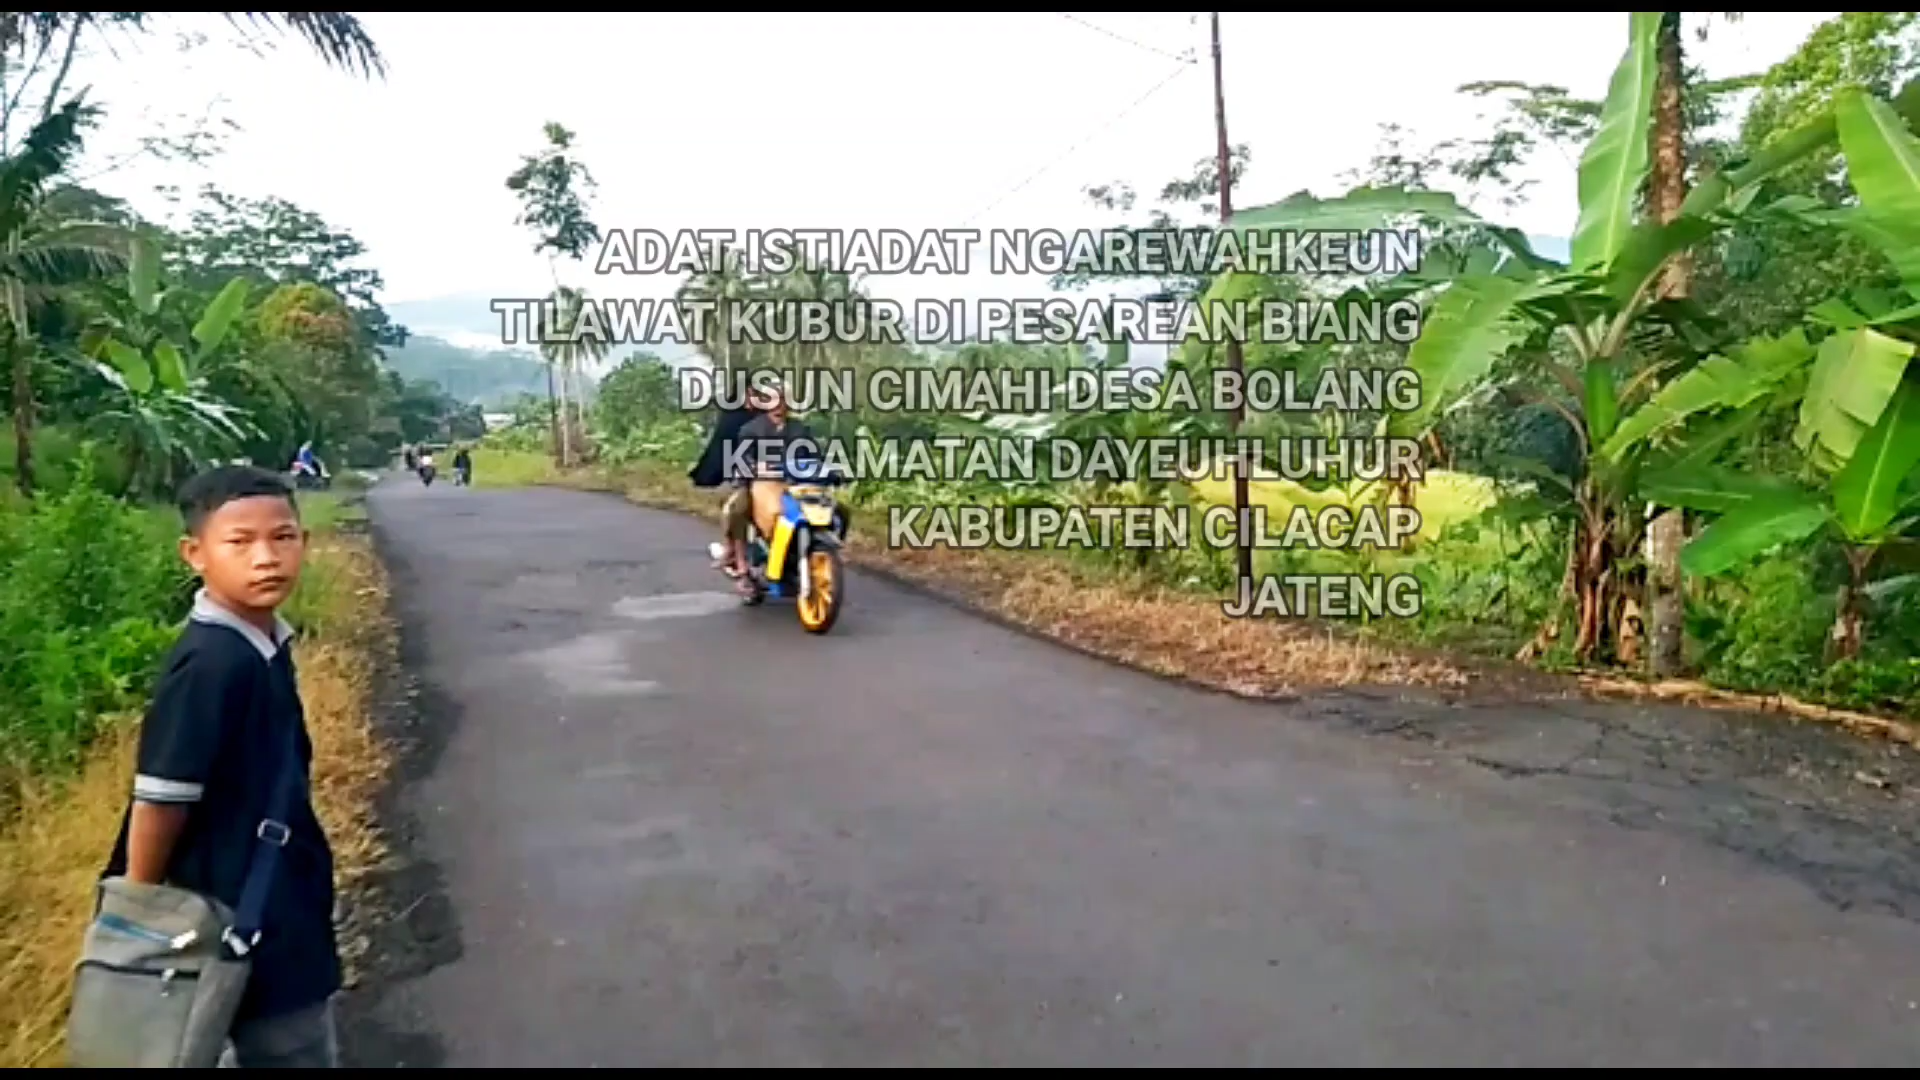 ADAT ISTIADAT NGAREWAHKEUN
TILAWAT KUBUR DI PESAREAN BIANG
DUSUN CIMAHI DESA BOLANG
KECAMATAN DAYEUHLUHUR
KABUPATEN CILACAP
JATENG